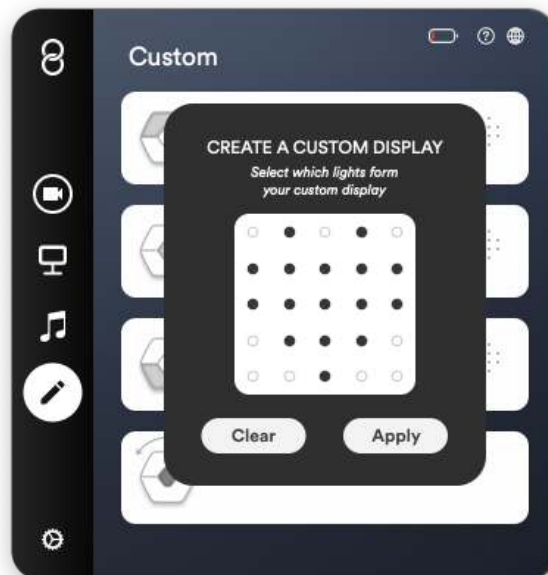 Custom
CREATE A CUSTOM DISPLAY
Select which lights form
your custom display
Clear
Apply